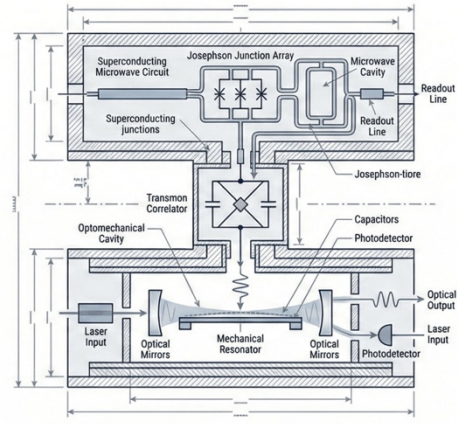 Superconducting
Microwave Circuit
Josephson Junction Array
Microwave
Cavity
Readout
Line
Readout
Line
Superconducting
junctions
Josephson-tiore
Transmon
Correlator
Optomechanical
Cavity
Capacitors
Photodetector
Optical
Output
Laser
Input
Laser
Input
Optical
Mirrors
Mechanical
Resonator
Optical
Mirrors
Photodetector